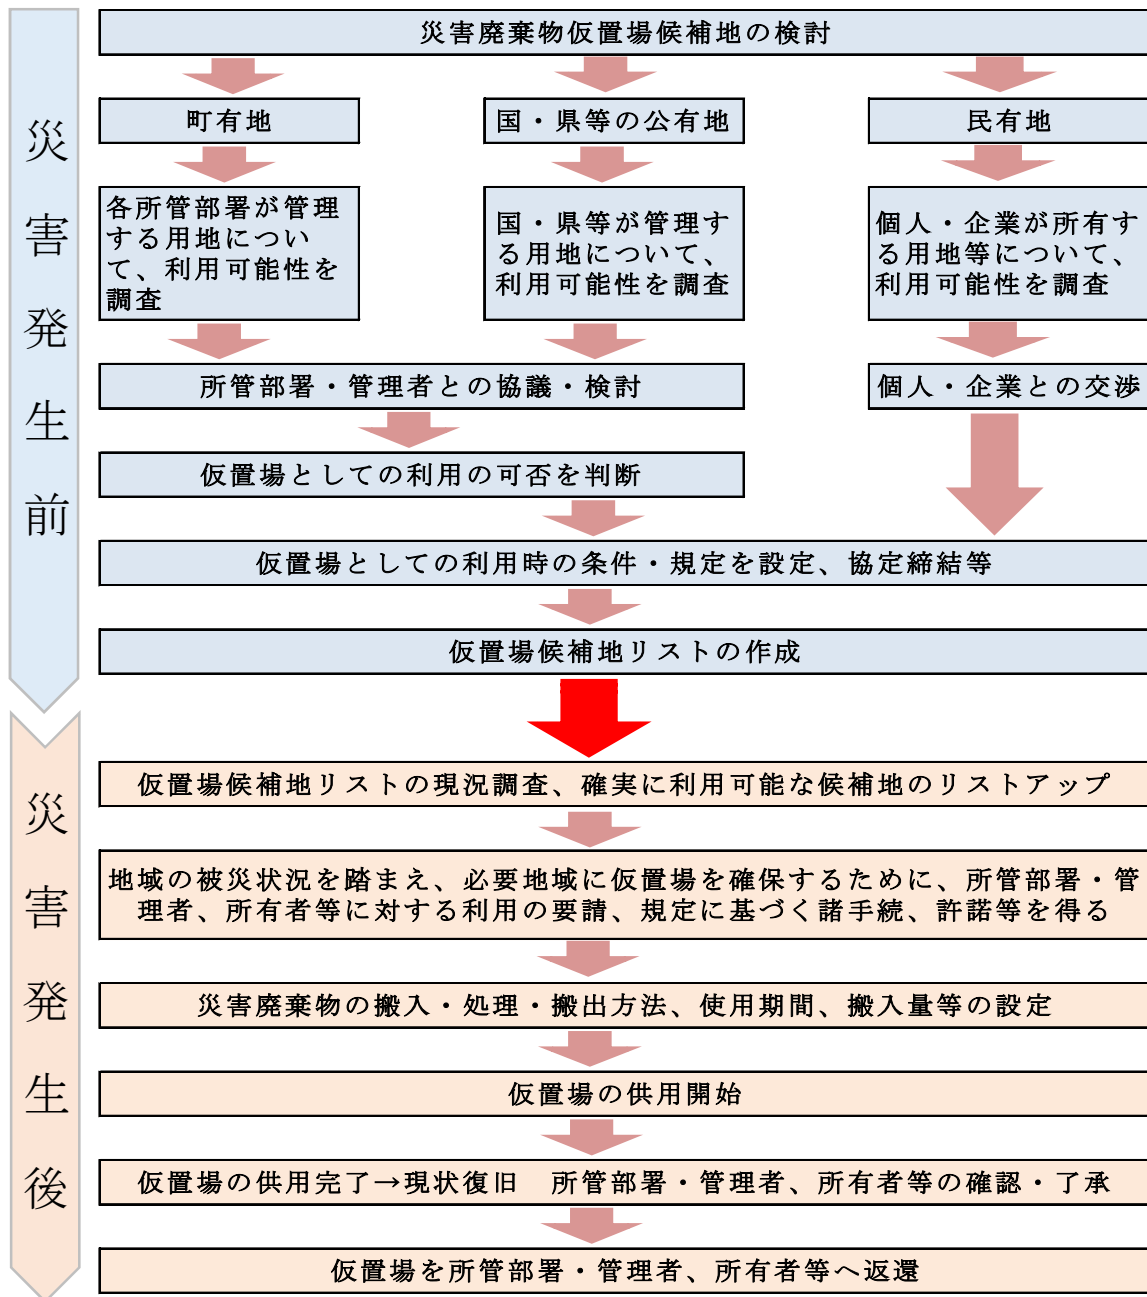 災害発生前
災害廃棄物仮置場候補地の検討
町有地
国・県等の公有地
民有地
各所管部署が管理
する用地につい
て、利用可能性を
調査
国・県等が管理す
る用地について、
利用可能性を調査
個人・企業が所有す
る用地等について、
利用可能性を調査
所管部署・管理者との協議・検討
個人・企業との交渉
仮置場としての利用の可否を判断
仮置場としての利用時の条件・規定を設定、協定締結等
仮置場候補地リストの作成
災害発生後
仮置場候補地リストの現況調査、確実に利用可能な候補地のリストアップ
地域の被災状況を踏まえ、必要地域に仮置場を確保するために、所管部署・管
理者、所有者等に対する利用の要請、規定に基づく諸手続、許諾等を得る
災害廃棄物の搬入・処理・搬出方法、使用期間、搬入量等の設定
仮置場の供用開始
仮置場の供用完了→現状復旧　所管部署・管理者、所有者等の確認・了承
仮置場を所管部署・管理者、所有者等へ返還